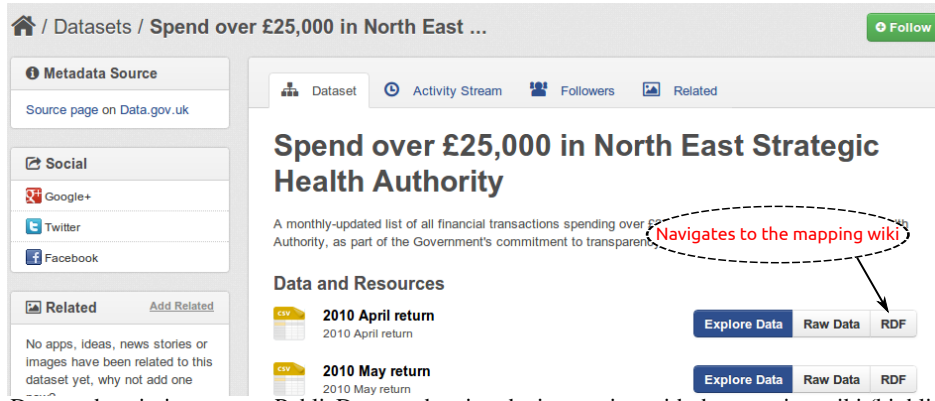 / Datasets / Spend over £25,000 in North East ...
Follow
Metadata Source
Source page on Data.gov.uk
Social
Google+
Twitter
Facebook
Related Add Related
No apps, ideas, news stories or
images have been related to this
dataset yet, why not add one
Dataset Activity Stream Followers Related
Spend over £25,000 in North East Strategic
Health Authority
A monthly-updated list of all financial transactions spending over
Authority, as part of the Government's commitment to transparency
Navigates to the mapping wiki
Data and Resources
CSV
2010 April return
2010 April return
Explore Data Raw Data RDF
CSV
2010 May return
2010 May return
Explore Data Raw Data RDF